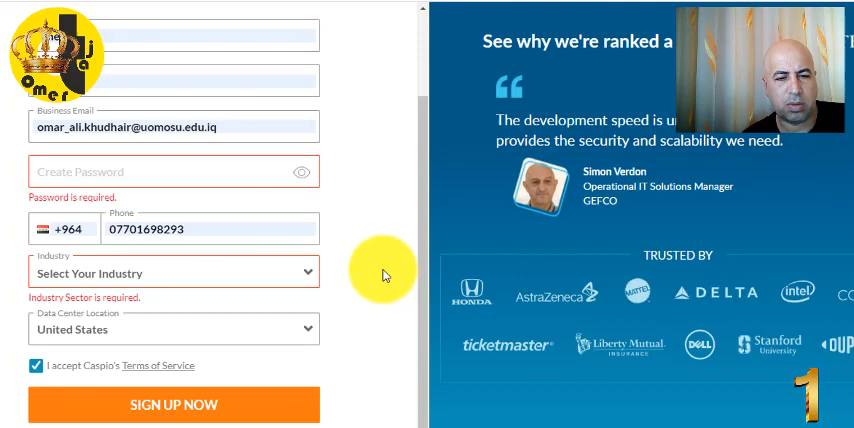 omer ja
See why we're ranked a
Business Email
omar_ali.khudhair@uomosu.edu.iq
Create Password
Password is required.
+964
Phone
07701698293
Industry
Select Your Industry
Industry Sector is required.
Data Center Location
United States
I accept Caspio's Terms of Service
SIGN UP NOW
The development speed is
provides the security and scalability we need.
Simon Verdon
Operational IT Solutions Manager
GEFCO
TRUSTED BY
HONDA
AstraZeneca
MATTEL
DELTA
intel
ticketmaster
Liberty Mutual
INSURANCE
DELL
Stanford
University
1